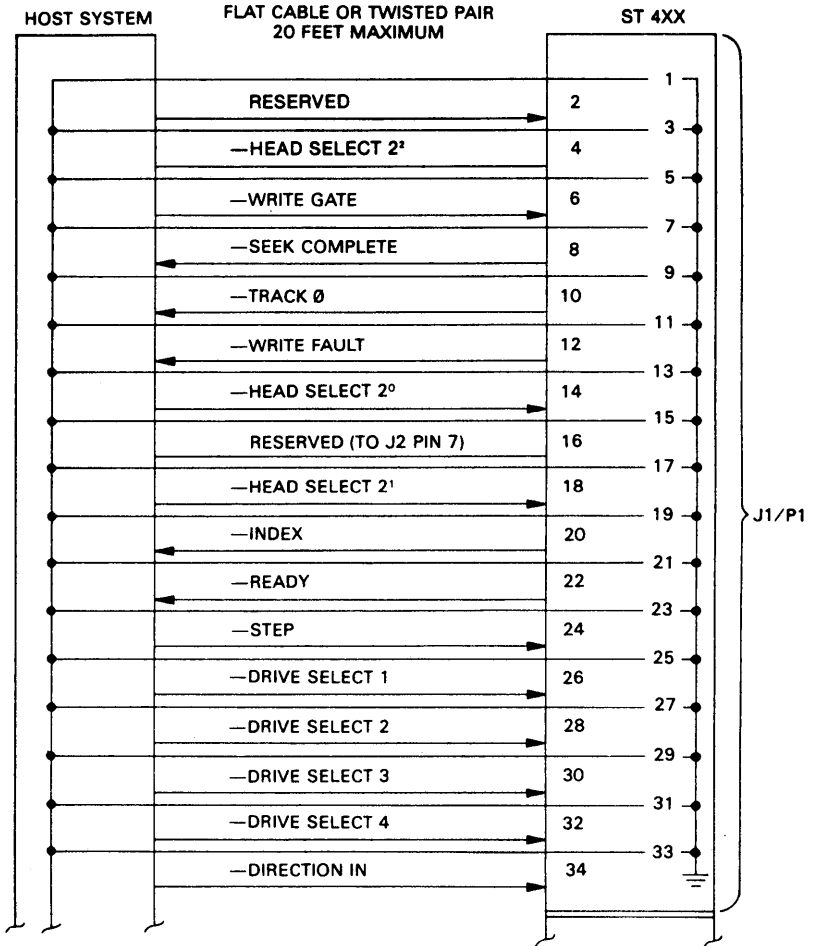 HOST SYSTEM
FLAT CABLE OR TWISTED PAIR
20 FEET MAXIMUM
ST 4XX
1
RESERVED 2
3
—HEAD SELECT 2² 4
5
—WRITE GATE 6
7
—SEEK COMPLETE 8
9
—TRACK Ø 10
11
—WRITE FAULT 12
13
—HEAD SELECT 2⁰ 14
15
RESERVED (TO J2 PIN 7) 16
17
—HEAD SELECT 2¹ 18
19
J1/P1
—INDEX 20
21
—READY 22
23
—STEP 24
25
—DRIVE SELECT 1 26
27
—DRIVE SELECT 2 28
29
—DRIVE SELECT 3 30
31
—DRIVE SELECT 4 32
33
—DIRECTION IN 34